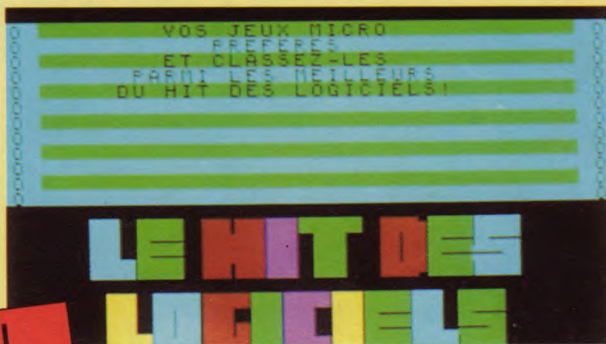 VOS JEUX MICRO
PREFERES
ET CLASSEZ-LES
PARMI LES MEILLEURS
DU HIT DES LOGICIELS!
LE HIT DES
LOGICIELS